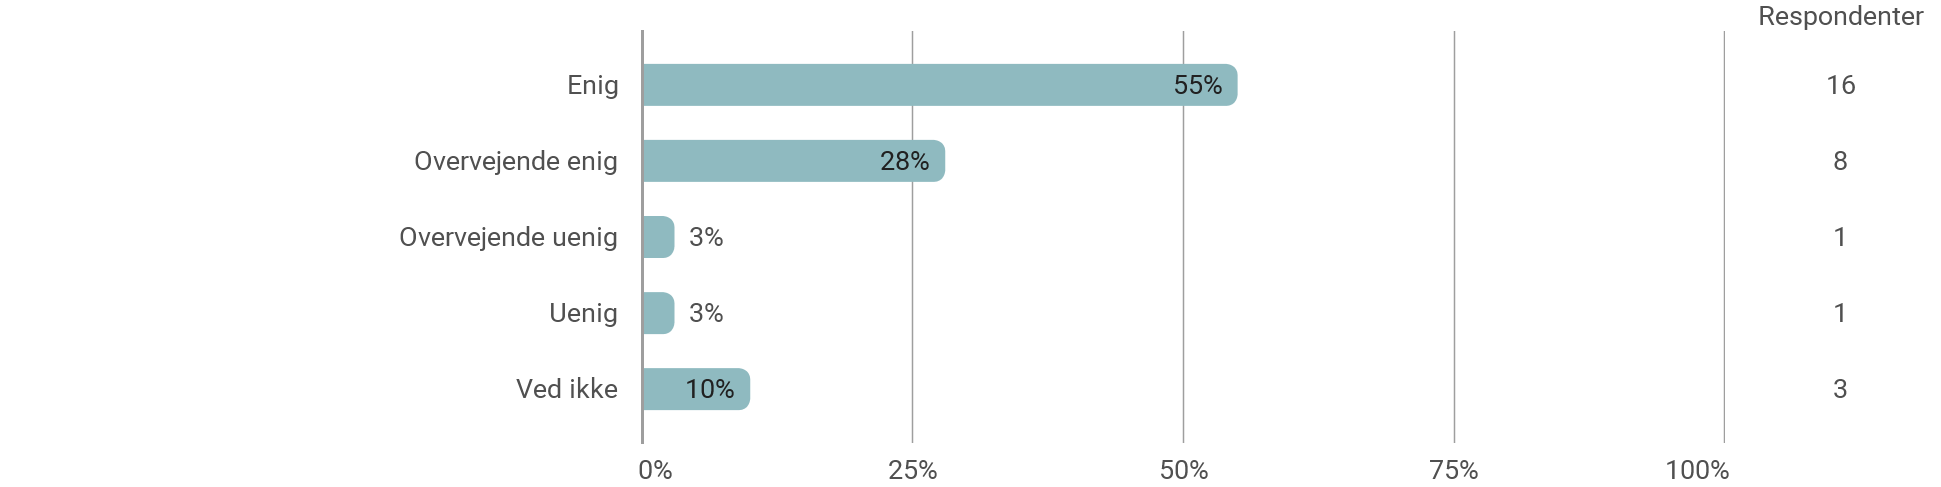 Respondenter
Enig 55% 16
Overvejende enig 28% 8
Overvejende uenig 3% 1
Uenig 3% 1
Ved ikke 10% 3
0% 25% 50% 75% 100%